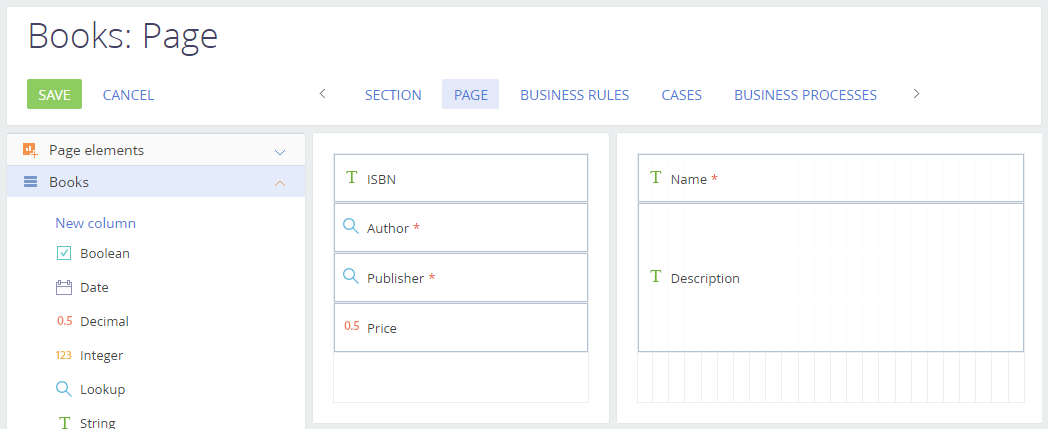 Books: Page
SAVE
CANCEL
SECTION
PAGE
BUSINESS RULES
CASES
BUSINESS PROCESSES
Page elements
Books
New column
Boolean
Date
0.5 Decimal
123 Integer
Lookup
T String
T ISBN
Author *
Publisher *
0.5 Price
T Name *
T Description